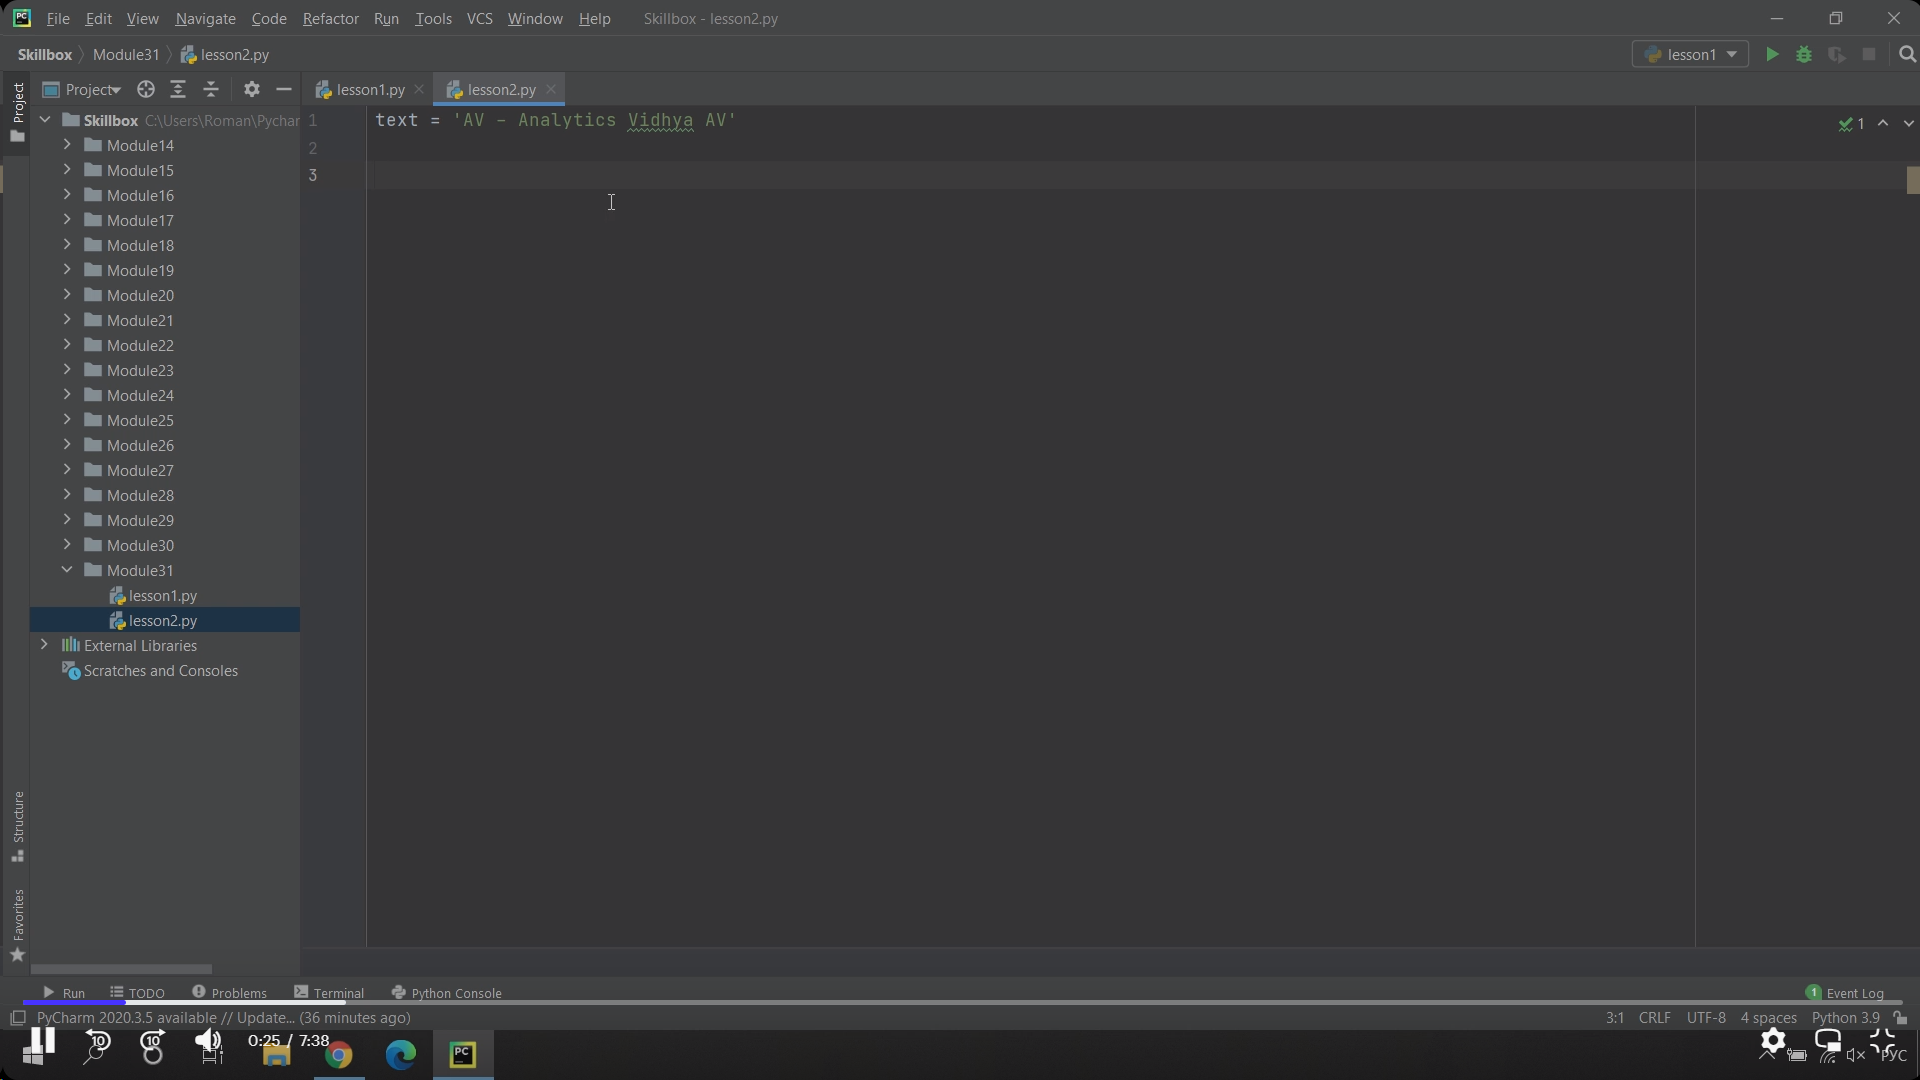 File Edit View Navigate Code Refactor Run Tools VCS Window Help Skillbox - lesson2.py
Skillbox Module31 lesson2.py lesson1
Project Project lesson1.py lesson2.py
Skillbox C:\Users\Roman\Pychar 1 text = 'AV - Analytics Vidhya AV' 1
Module14 2
Module15 3
Module16
Module17
Module18
Module19
Module20
Module21
Module22
Module23
Module24
Module25
Module26
Module27
Module28
Module29
Module30
Module31
lesson1.py
lesson2.py
External Libraries
Scratches and Consoles
Structure
Favorites
Run TODO Problems Terminal Python Console 1 Event Log
PyCharm 2020.3.5 available // Update... (36 minutes ago) 3:1 CRLF UTF-8 4 spaces Python 3.9
10 10 0:25 / 7:38 PC РУС